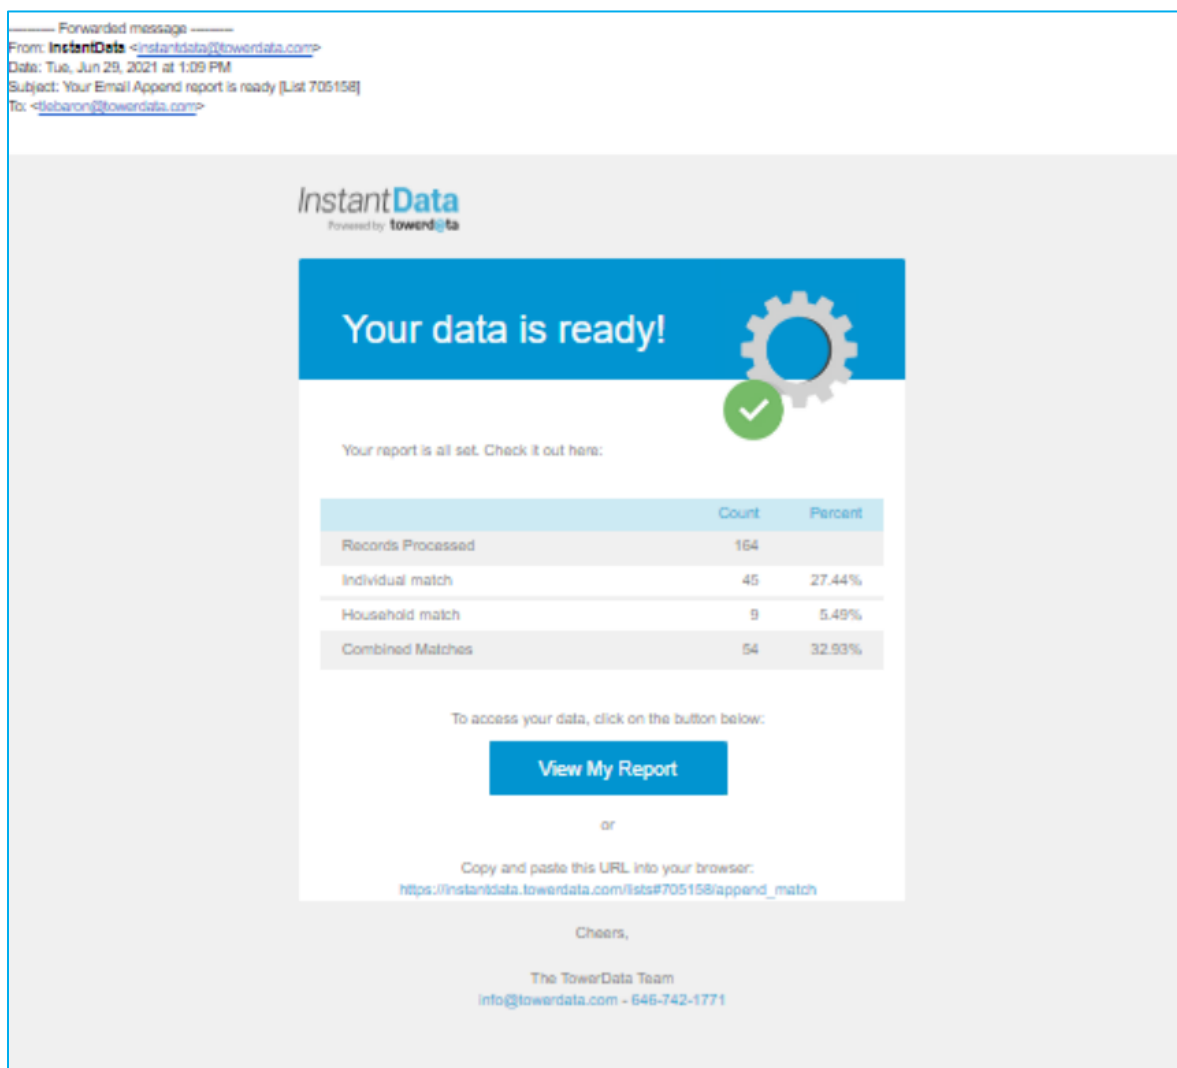 ---------- Forwarded message ---------
From: InstantData <instantdata@towerdata.com>
Date: Tue, Jun 29, 2021 at 1:09 PM
Subject: Your Email Append report is ready [List 705158]
To: <tlebaron@towerdata.com>
InstantData
Powered by towerd@ta
Your data is ready!
Your report is all set. Check it out here:
Count Percent
Records Processed 164
Individual match 45 27.44%
Household match 9 5.49%
Combined Matches 54 32.93%
To access your data, click on the button below:
View My Report
or
Copy and paste this URL into your browser:
https://instantdata.towerdata.com/lists#705158/append_match
Cheers,
The TowerData Team
info@towerdata.com - 646-742-1771